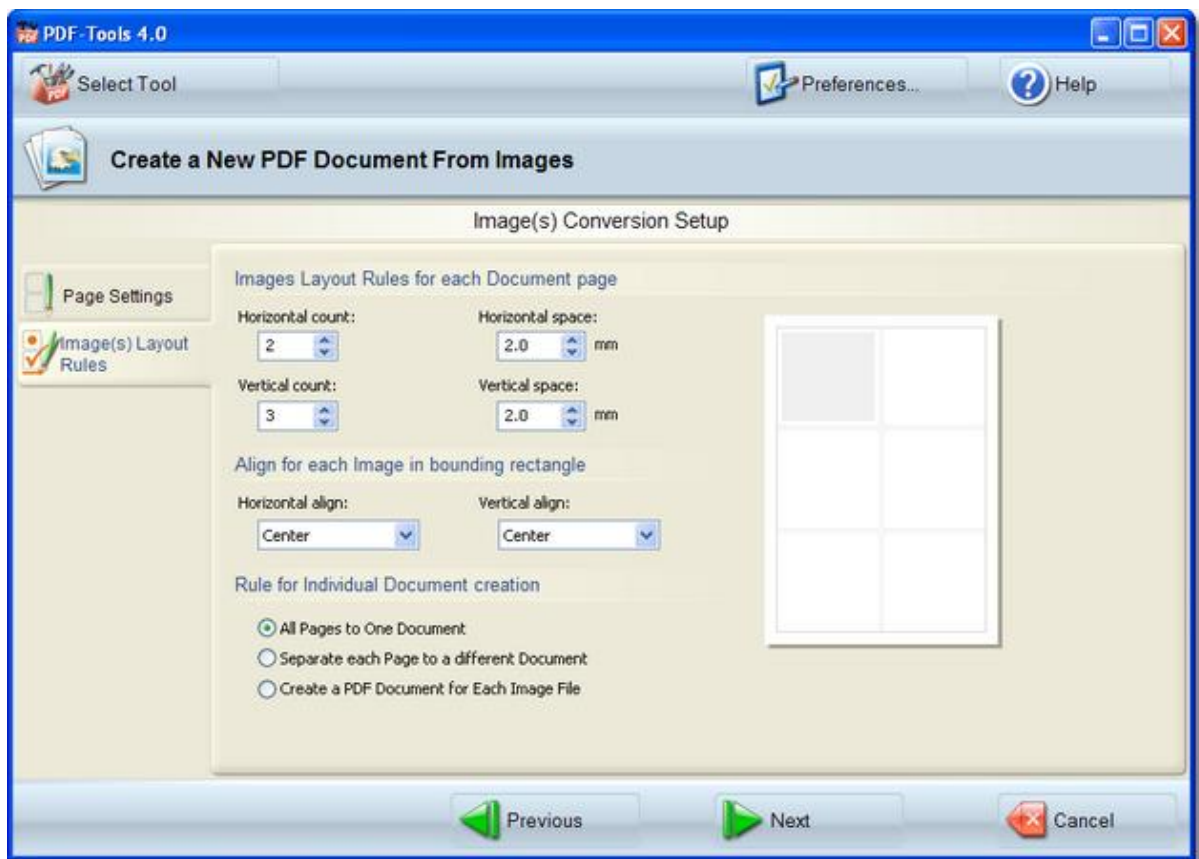 PDF-Tools 4.0
Select Tool
Preferences...
Help
Create a New PDF Document From Images
Image(s) Conversion Setup
Page Settings
Image(s) Layout
Rules
Images Layout Rules for each Document page
Horizontal count:
Horizontal space:
2
2.0
mm
Vertical count:
Vertical space:
3
2.0
mm
Align for each Image in bounding rectangle
Horizontal align:
Vertical align:
Center
Center
Rule for Individual Document creation
All Pages to One Document
Separate each Page to a different Document
Create a PDF Document for Each Image File
Previous
Next
Cancel